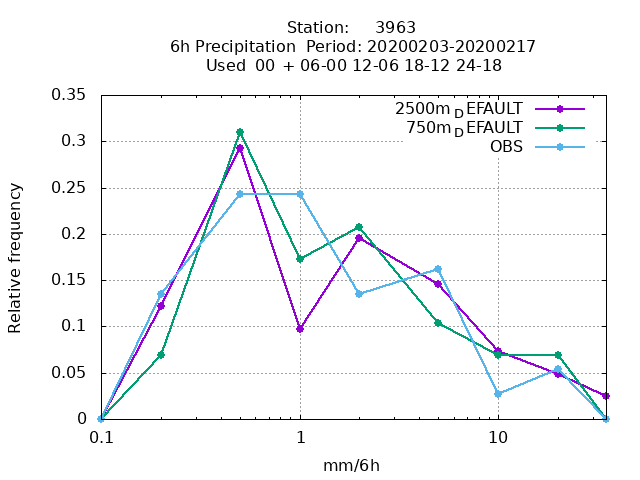 Station: 3963
6h Precipitation Period: 20200203-20200217
Used 00 + 06-00 12-06 18-12 24-18
2500m_DEFAULT
750m_DEFAULT
OBS
0.35
0.3
0.25
0.2
0.15
0.1
0.05
0
0.1 1 10
Relative frequency
mm/6h